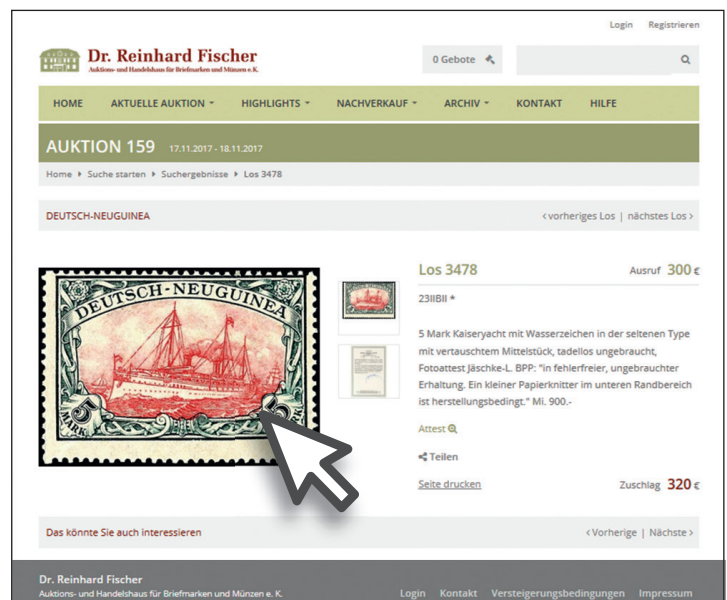 Login Registrieren
Dr. Reinhard Fischer
Auktions- und Handelshaus für Briefmarken und Münzen e.K.
0 Gebote
HOME AKTUELLE AUKTION HIGHLIGHTS NACHVERKAUF ARCHIV KONTAKT HILFE
AUKTION 159 17.11.2017 - 18.11.2017
Home Suche starten Suchergebnisse Los 3478
DEUTSCH-NEUGUINEA < vorheriges Los | nächstes Los >
DEUTSCH-NEUGUINEA
5 MARK
5
Los 3478 Ausruf 300 €
23IIBII *
5 Mark Kaiseryacht mit Wasserzeichen in der seltenen Type
mit vertauschtem Mittelstück, tadellos ungebraucht,
Fotoattest Jäschke-L. BPP: "in fehlerfreier, ungebrauchter
Erhaltung. Ein kleiner Papierknitter im unteren Randbereich
ist herstellungsbedingt." Mi. 900.-
Attest
Teilen
Seite drucken Zuschlag 320 €
Das könnte Sie auch interessieren < Vorherige | Nächste >
Dr. Reinhard Fischer
Auktions- und Handelshaus für Briefmarken und Münzen e. K.
Login Kontakt Versteigerungsbedingungen Impressum